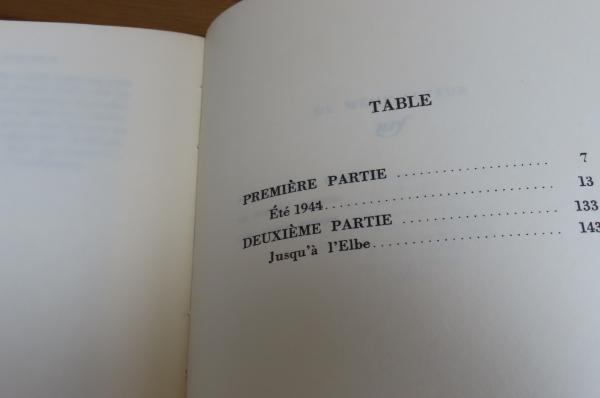 TABLE
PREMIÈRE PARTIE .................... 7
Été 1944 .............................. 13
DEUXIÈME PARTIE .................... 133
Jusqu'à l'Elbe ......................... 143